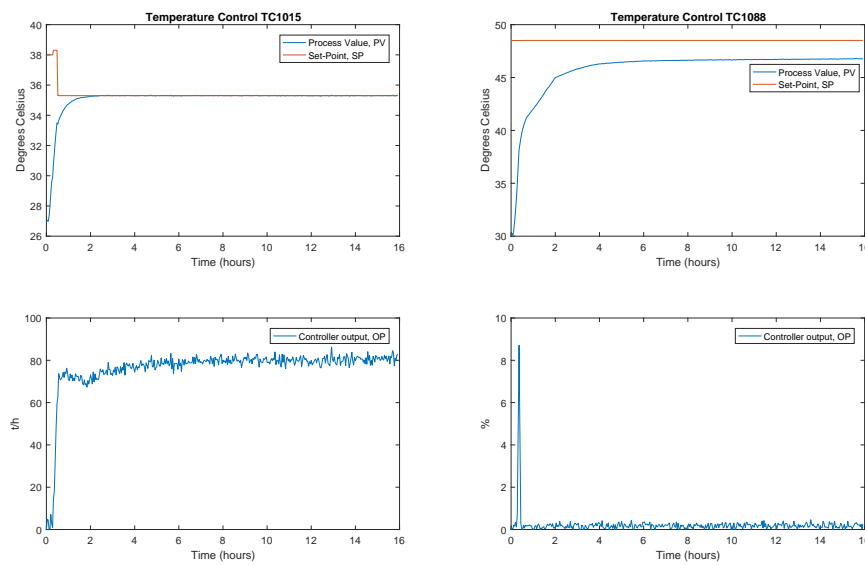 Temperature Control TC1015
40
38
36
34
32
30
28
26
Degrees Celsius
Process Value, PV
Set-Point, SP
0 2 4 6 8 10 12 14 16
Time (hours)
Temperature Control TC1088
50
45
40
35
30
Degrees Celsius
Process Value, PV
Set-Point, SP
0 2 4 6 8 10 12 14 16
Time (hours)
100
80
60
40
20
0
t/h
Controller output, OP
0 2 4 6 8 10 12 14 16
Time (hours)
10
8
6
4
2
0
%
Controller output, OP
0 2 4 6 8 10 12 14 16
Time (hours)